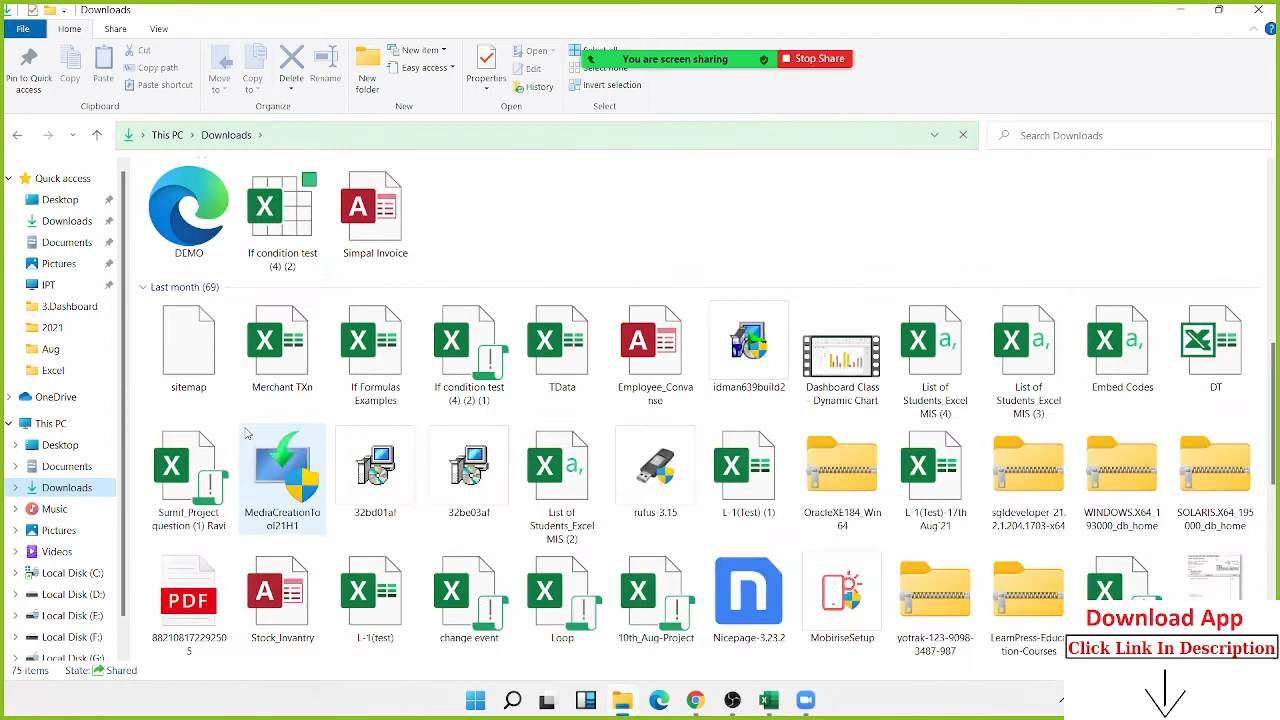 Downloads
File
Home
Share
View
Pin to Quick access
Copy
Paste
Cut
Copy path
Paste shortcut
Clipboard
Move to
Copy to
Delete
Rename
Organize
New folder
New item
Easy access
New
Properties
Open
Edit
History
Open
Select all
Select none
Invert selection
Select
You are screen sharing
Stop Share
This PC
Downloads
Search Downloads
Quick access
Desktop
Downloads
Documents
Pictures
IPT
3.Dashboard
2021
Aug
Excel
OneDrive
This PC
Desktop
Documents
Downloads
Music
Pictures
Videos
Local Disk (C:)
Local Disk (D:)
Local Disk (E:)
Local Disk (F:)
Local Disk (G:)
DEMO
If condition test
(4) (2)
Simpal Invoice
Last month (69)
sitemap
Merchant TXn
If Formulas
Examples
If condition test
(4) (2) (1)
TData
Employee_Conva
nse
idman639build2
Dashboard Class
- Dynamic Chart
List of
Students_Excel
MIS (4)
List of
Students_Excel
MIS (3)
Embed Codes
DT
Sumif_Project
question (1) Ravi
MediaCreationTo
ol21H1
32bd01af
32be03af
List of
Students_Excel
MIS (2)
rufus-3.15
L-1(Test) (1)
OracleXE184_Win
64
L-1(Test)-17th
Aug'21
sqldeveloper-21.
2.1.204.1703-x64
WINDOWS.X64_1
93000_db_home
SOLARIS.X64_195
000_db_home
PDF
88210817229250
5
Stock_Invantry
L-1(test)
change event
Loop
10th_Aug-Project
Nicepage-3.23.2
MobiriseSetup
yotrak-123-9098-
3487-987
LearnPress-Educa
tion-Courses
75 items
State:
Shared
Download App
Click Link In Description